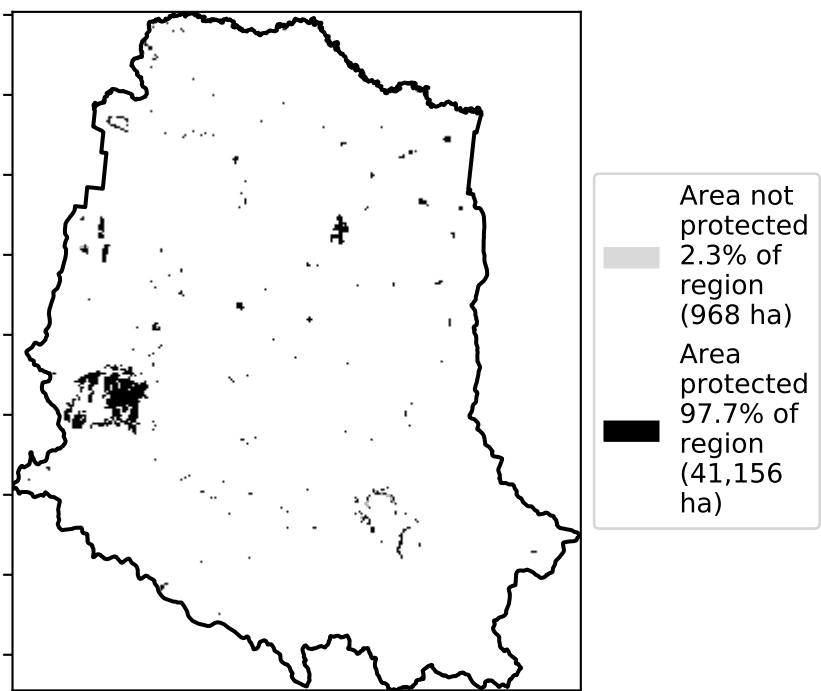 Area not
protected
2.3% of
region
(968 ha)
Area
protected
97.7% of
region
(41,156
ha)